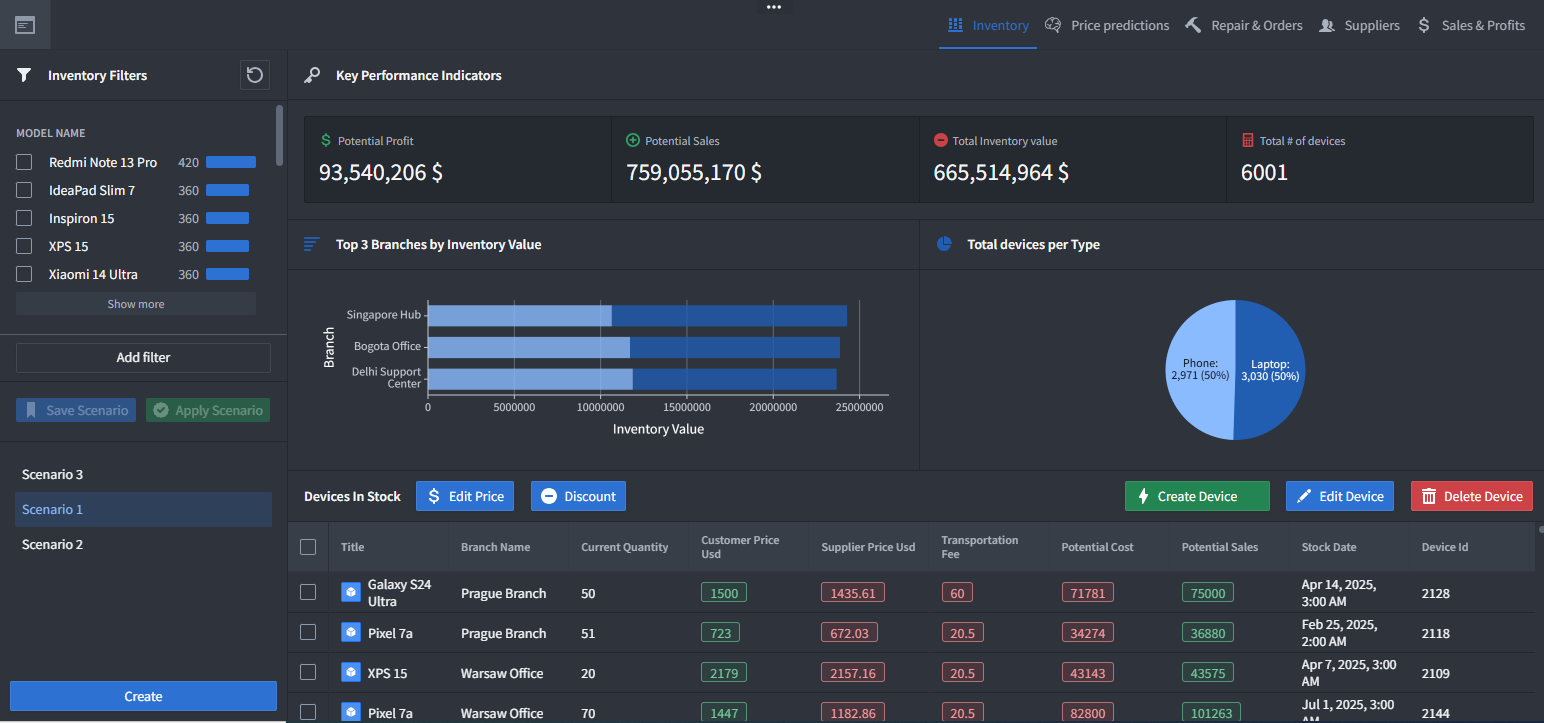 Inventory
Price predictions
Repair & Orders
Suppliers
Sales & Profits
Inventory Filters
Key Performance Indicators
MODEL NAME
Redmi Note 13 Pro 420
IdeaPad Slim 7 360
Inspiron 15 360
XPS 15 360
Xiaomi 14 Ultra 360
Show more
Add filter
Save Scenario
Apply Scenario
Scenario 3
Scenario 1
Scenario 2
Create
$ Potential Profit
93,540,206 $
Potential Sales
759,055,170 $
Total Inventory value
665,514,964 $
Total # of devices
6001
Top 3 Branches by Inventory Value
Branch
Singapore Hub
Bogota Office
Delhi Support
Center
0 5000000 10000000 15000000 20000000 25000000
Inventory Value
Total devices per Type
Phone:
2,971 (50%)
Laptop:
3,030 (50%)
Devices In Stock
$ Edit Price
Discount
Create Device
Edit Device
Delete Device
Title Branch Name Current Quantity Customer Price
Usd Supplier Price Usd Transportation
Fee Potential Cost Potential Sales Stock Date Device Id
Galaxy S24
Ultra Prague Branch 50 1500 1435.61 60 71781 75000 Apr 14, 2025,
3:00 AM 2128
Pixel 7a Prague Branch 51 723 672.03 20.5 34274 36880 Feb 25, 2025,
2:00 AM 2118
XPS 15 Warsaw Office 20 2179 2157.16 20.5 43143 43575 Apr 7, 2025, 3:00
AM 2109
Pixel 7a Warsaw Office 70 1447 1182.86 20.5 82800 101263 Jul 1, 2025, 3:00
AM 2144